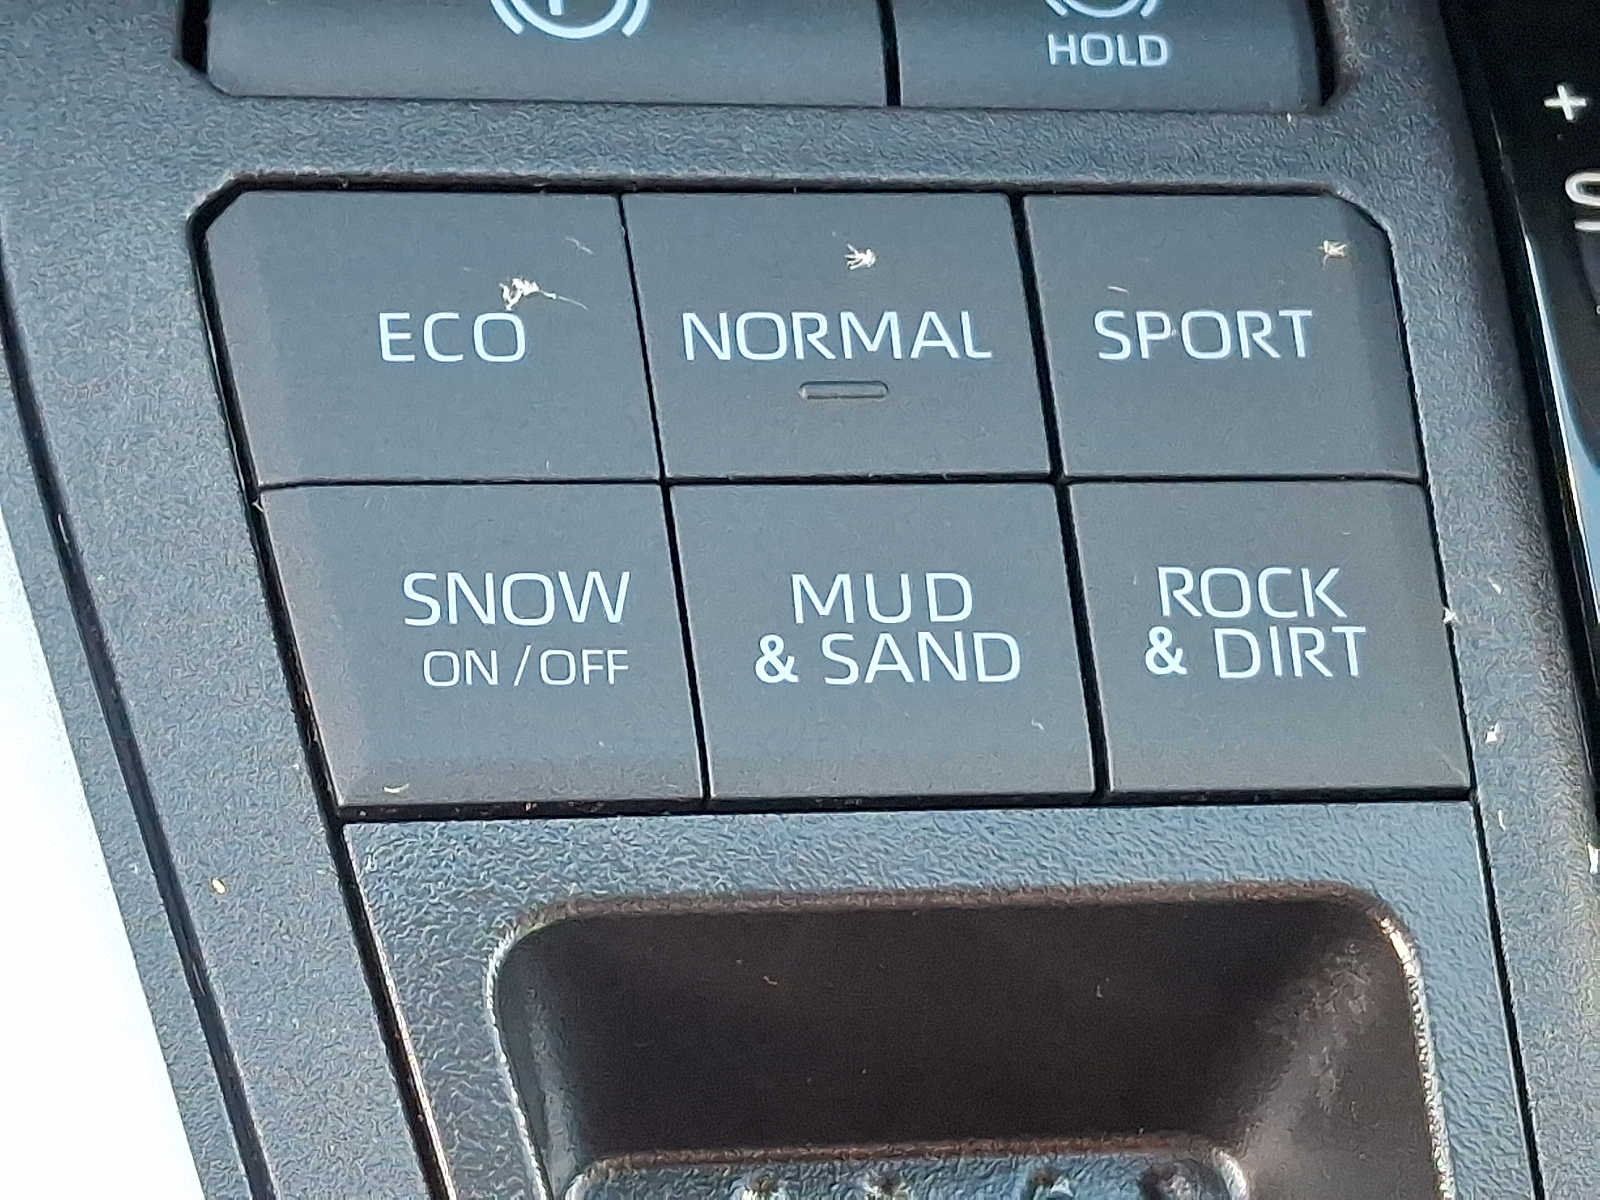 HOLD
+
ECO
NORMAL
SPORT
SNOW
ON/OFF
MUD
& SAND
ROCK
& DIRT